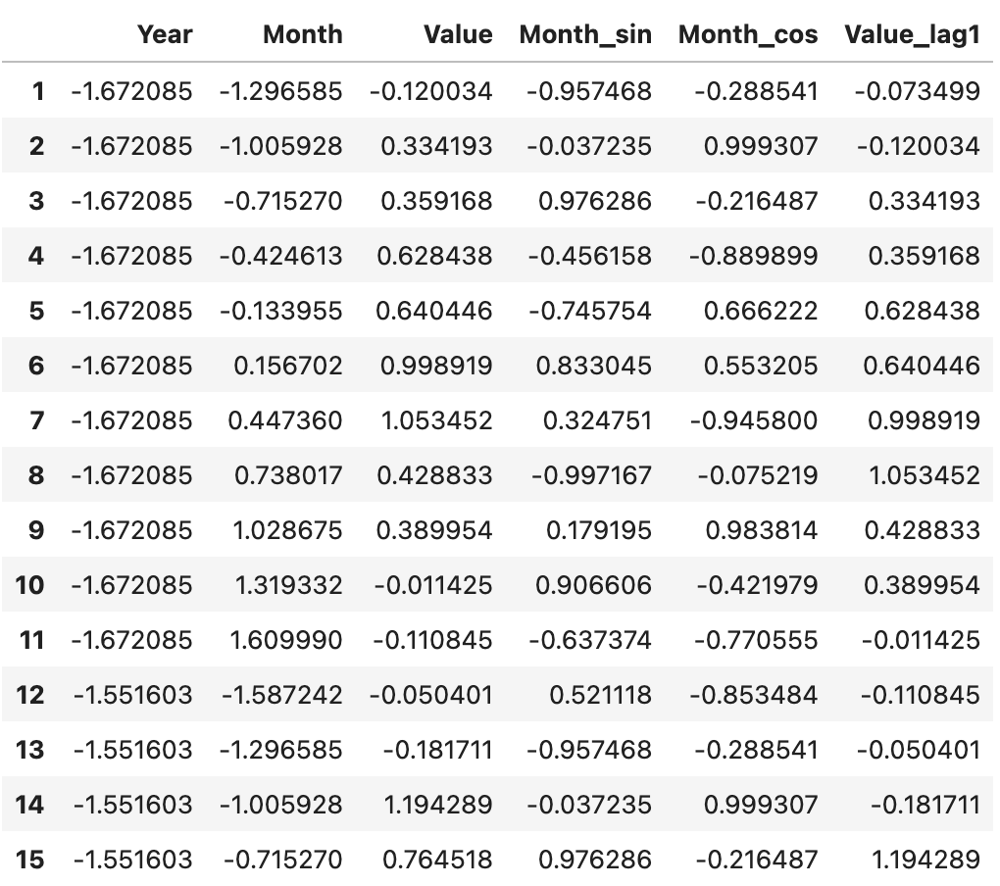 Year Month Value Month_sin Month_cos Value_lag1
1 -1.672085 -1.296585 -0.120034 -0.957468 -0.288541 -0.073499
2 -1.672085 -1.005928 0.334193 -0.037235 0.999307 -0.120034
3 -1.672085 -0.715270 0.359168 0.976286 -0.216487 0.334193
4 -1.672085 -0.424613 0.628438 -0.456158 -0.889899 0.359168
5 -1.672085 -0.133955 0.640446 -0.745754 0.666222 0.628438
6 -1.672085 0.156702 0.998919 0.833045 0.553205 0.640446
7 -1.672085 0.447360 1.053452 0.324751 -0.945800 0.998919
8 -1.672085 0.738017 0.428833 -0.997167 -0.075219 1.053452
9 -1.672085 1.028675 0.389954 0.179195 0.983814 0.428833
10 -1.672085 1.319332 -0.011425 0.906606 -0.421979 0.389954
11 -1.672085 1.609990 -0.110845 -0.637374 -0.770555 -0.011425
12 -1.551603 -1.587242 -0.050401 0.521118 -0.853484 -0.110845
13 -1.551603 -1.296585 -0.181711 -0.957468 -0.288541 -0.050401
14 -1.551603 -1.005928 1.194289 -0.037235 0.999307 -0.181711
15 -1.551603 -0.715270 0.764518 0.976286 -0.216487 1.194289